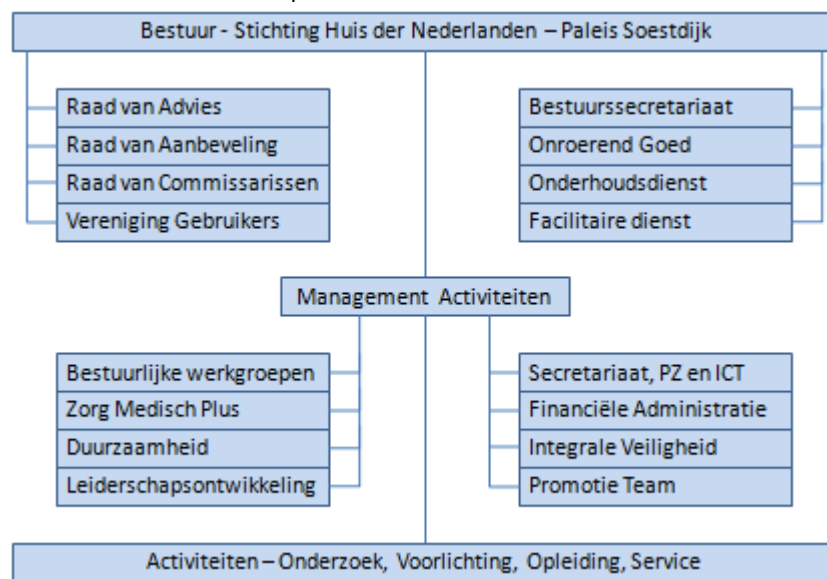 Bestuur - Stichting Huis der Nederlanden – Paleis Soestdijk
Raad van Advies
Raad van Aanbeveling
Raad van Commissarissen
Vereniging Gebruikers
Bestuurssecretariaat
Onroerend Goed
Onderhoudsdienst
Facilitaire dienst
Management Activiteiten
Bestuurlijke werkgroepen
Zorg Medisch Plus
Duurzaamheid
Leiderschapsontwikkeling
Secretariaat, PZ en ICT
Financiële Administratie
Integrale Veiligheid
Promotie Team
Activiteiten – Onderzoek, Voorlichting, Opleiding, Service